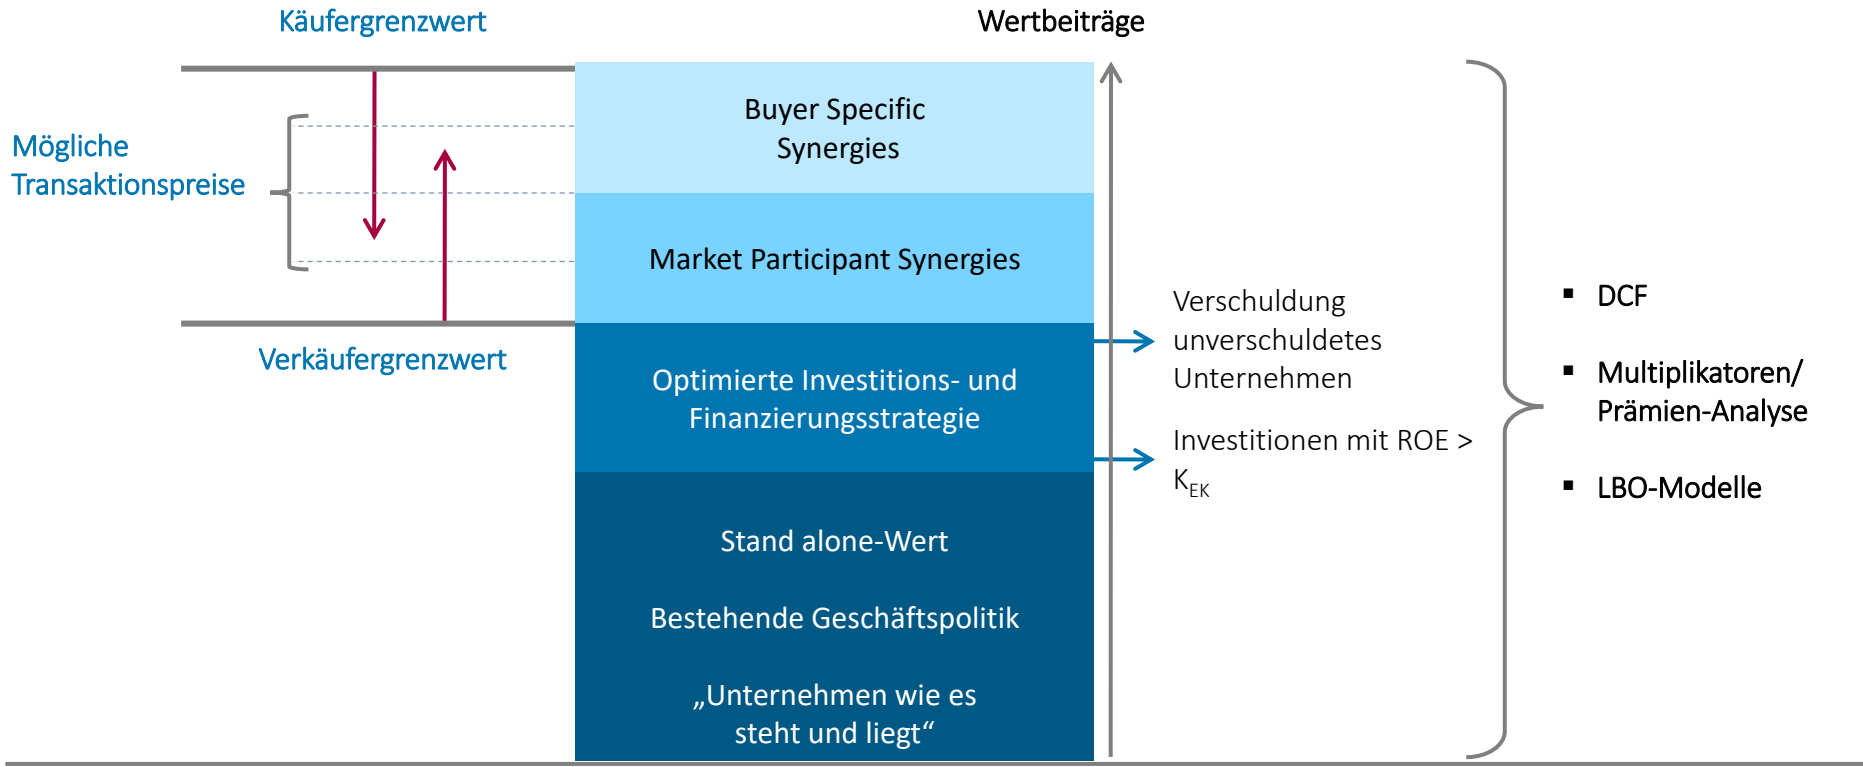 Käufergrenzwert
Wertbeiträge
Mögliche
Transaktionspreise
Verkäufergrenzwert
Buyer Specific
Synergies
Market Participant Synergies
Optimierte Investitions- und
Finanzierungsstrategie
Stand alone-Wert
Bestehende Geschäftspolitik
„Unternehmen wie es
steht und liegt“
Verschuldung
unverschuldetes
Unternehmen
Investitionen mit ROE >
K_EK
▪ DCF
▪ Multiplikatoren/
Prämien-Analyse
▪ LBO-Modelle